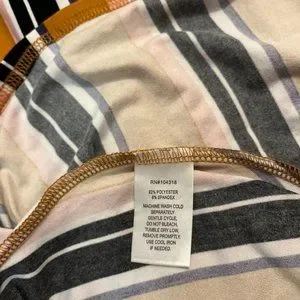 RN#104318
92% POLYESTER
8% SPANDEX
MACHINE WASH COLD
SEPARATELY
GENTLE CYCLE,
DO NOT BLEACH,
TUMBLE DRY LOW,
REMOVE PROMPTLY.
USE COOL IRON
IF NEEDED.